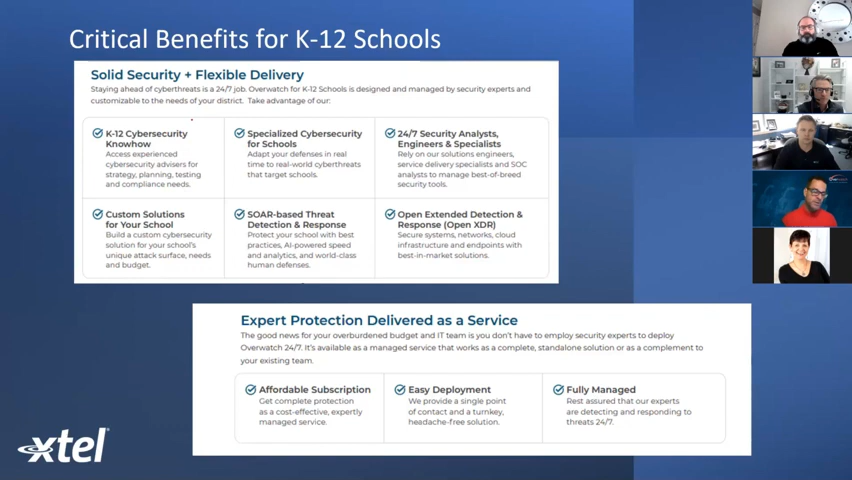 Critical Benefits for K-12 Schools
Solid Security + Flexible Delivery
Staying ahead of cyberthreats is a 24/7 job. Overwatch for K-12 Schools is designed and managed by security experts and
customizable to the needs of your district. Take advantage of our:
K-12 Cybersecurity
Knowhow
Access experienced
cybersecurity advisers for
strategy, planning, testing
and compliance needs.
Specialized Cybersecurity
for Schools
Adapt your defenses in real
time to real-world cyberthreats
that target schools.
24/7 Security Analysts,
Engineers & Specialists
Rely on our solutions engineers,
service delivery specialists and SOC
analysts to manage best-of-breed
security tools.
Custom Solutions
for Your School
Build a custom cybersecurity
solution for your school's
unique attack surface, needs
and budget.
SOAR-based Threat
Detection & Response
Protect your school with best
practices, AI-powered speed
and analytics, and world-class
human defenses.
Open Extended Detection &
Response (Open XDR)
Secure systems, networks, cloud
infrastructure and endpoints with
best-in-market solutions.
Expert Protection Delivered as a Service
The good news for your overburdened budget and IT team is you don't have to employ security experts to deploy
Overwatch 24/7. It's available as a managed service that works as a complete, standalone solution or as a complement to
your existing team.
Affordable Subscription
Get complete protection
as a cost-effective, expertly
managed service.
Easy Deployment
We provide a single point
of contact and a turnkey,
headache-free solution.
Fully Managed
Rest assured that our experts
are detecting and responding to
threats 24/7.
xtel